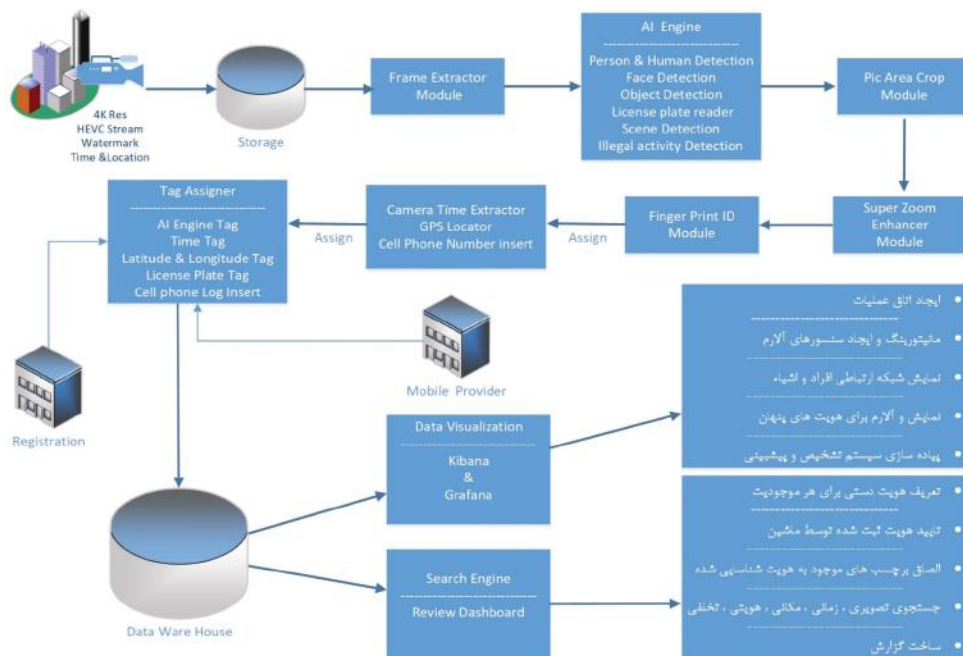 4K Res
HEVC Stream
Watermark
Time &Location
Storage
Frame Extractor
Module
AI Engine
Person & Human Detection
Face Detection
Object Detection
License plate reader
Scene Detection
Illegal activity Detection
Pic Area Crop
Module
Super Zoom
Enhancer
Module
Finger Print ID
Module
Assign
Camera Time Extractor
GPS Locator
Cell Phone Number insert
Assign
Tag Assigner
AI Engine Tag
Time Tag
Latitude & Longitude Tag
License Plate Tag
Cell phone Log Insert
Registration
Mobile Provider
Data Ware House
Data Visualization
Kibana
&
Grafana
Search Engine
Review Dashboard
ایجاد اتاق عملیات
مانیتورینگ و ایجاد سنسورهای آلارم
نمایش شبکه ارتباطی افراد و اشیاء
نمایش و آلارم برای هویت های پنهان
پیاده سازی سیستم تشخیص و پیشبینی
تعریف هویت دستی برای هر موجودیت
تایید هویت ثبت شده توسط ماشین
الصاق برچسب های موجود به هویت شناسایی شده
جستجوی تصویری ، زمانی ، مکانی ، هویتی ، تخلفی
ساخت گزارش